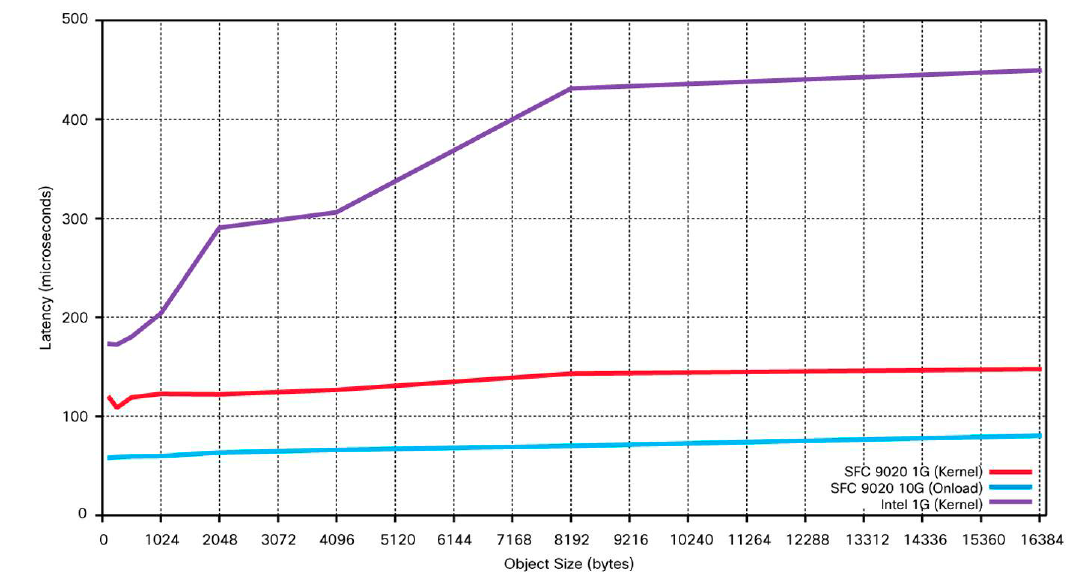 500
400
300
200
100
0
Latency (microseconds)
0 1024 2048 3072 4096 5120 6144 7168 8192 9216 10240 11264 12288 13312 14336 15360 16384
Object Size (bytes)
SFC 9020 1G (Kernel)
SFC 9020 10G (Onload)
Intel 1G (Kernel)